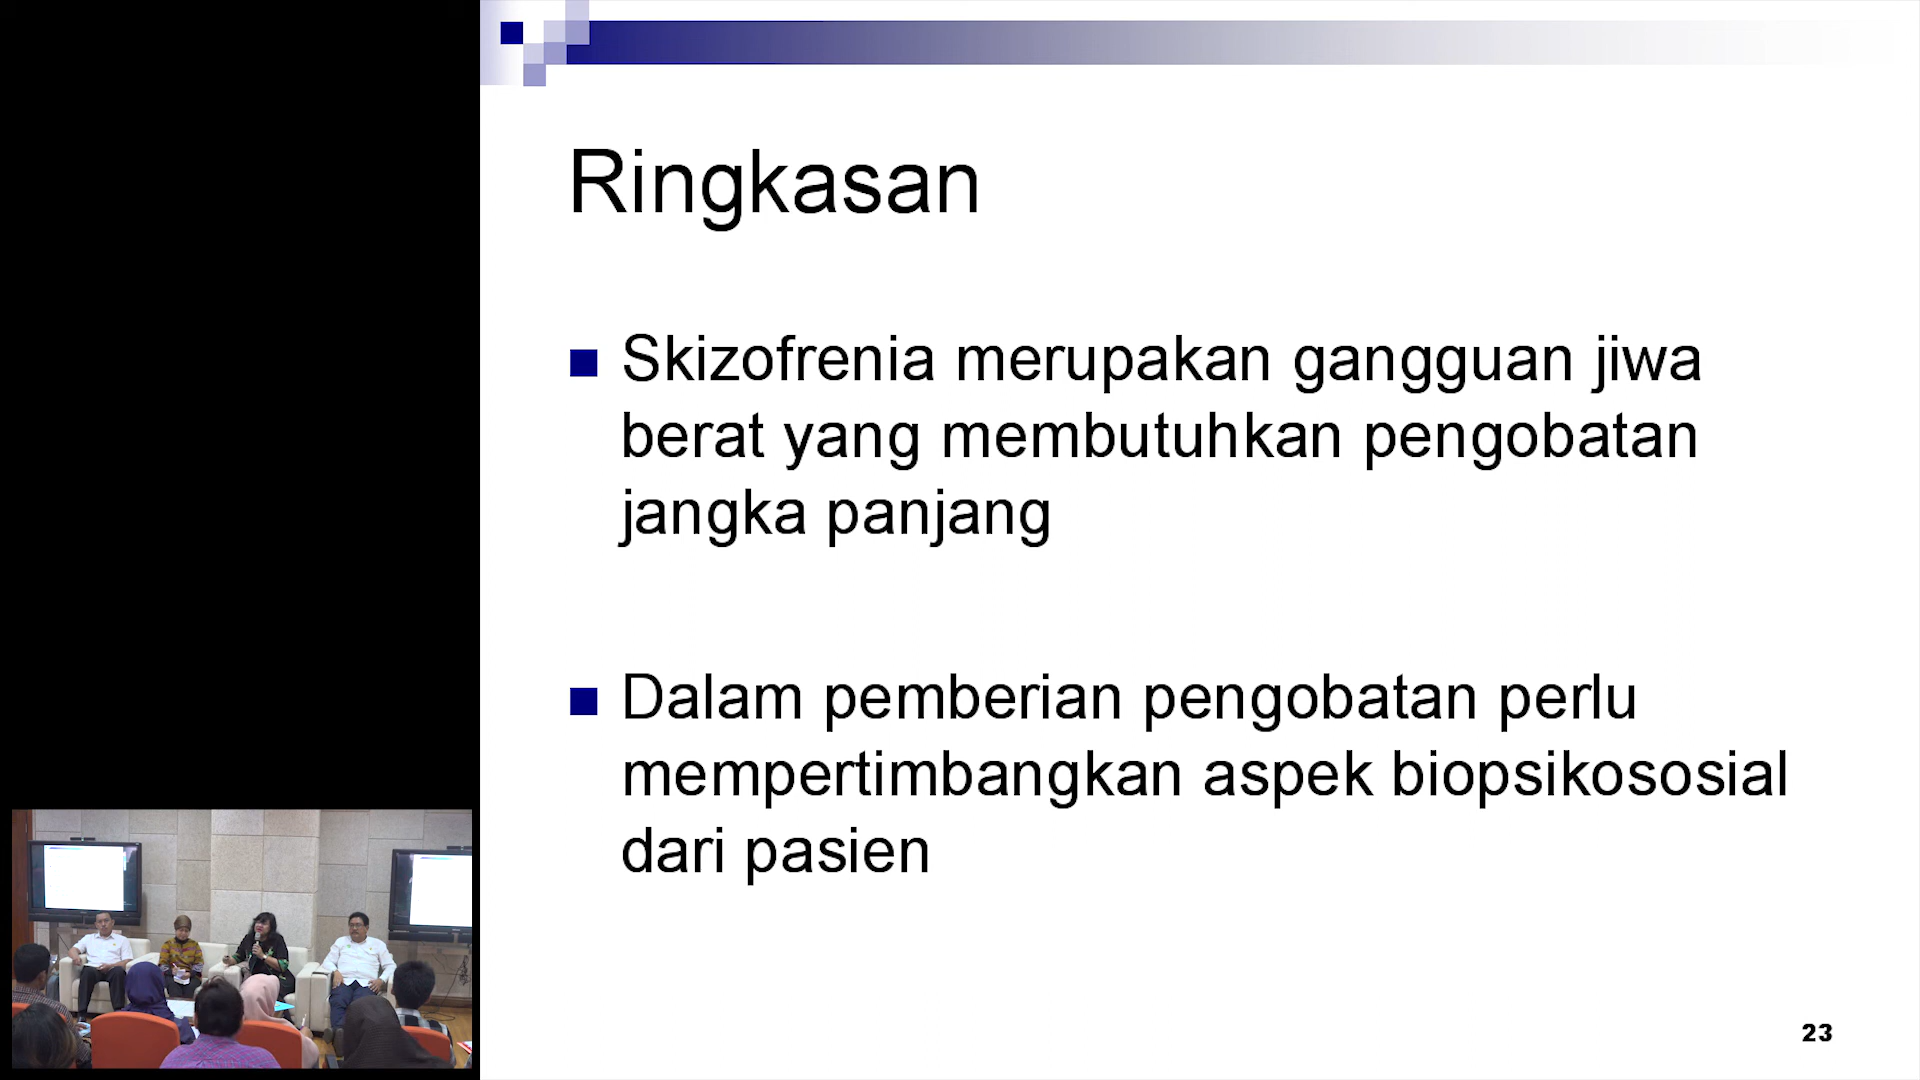 Ringkasan
Skizofrenia merupakan gangguan jiwa
berat yang membutuhkan pengobatan
jangka panjang
Dalam pemberian pengobatan perlu
mempertimbangkan aspek biopsikososial
dari pasien
23